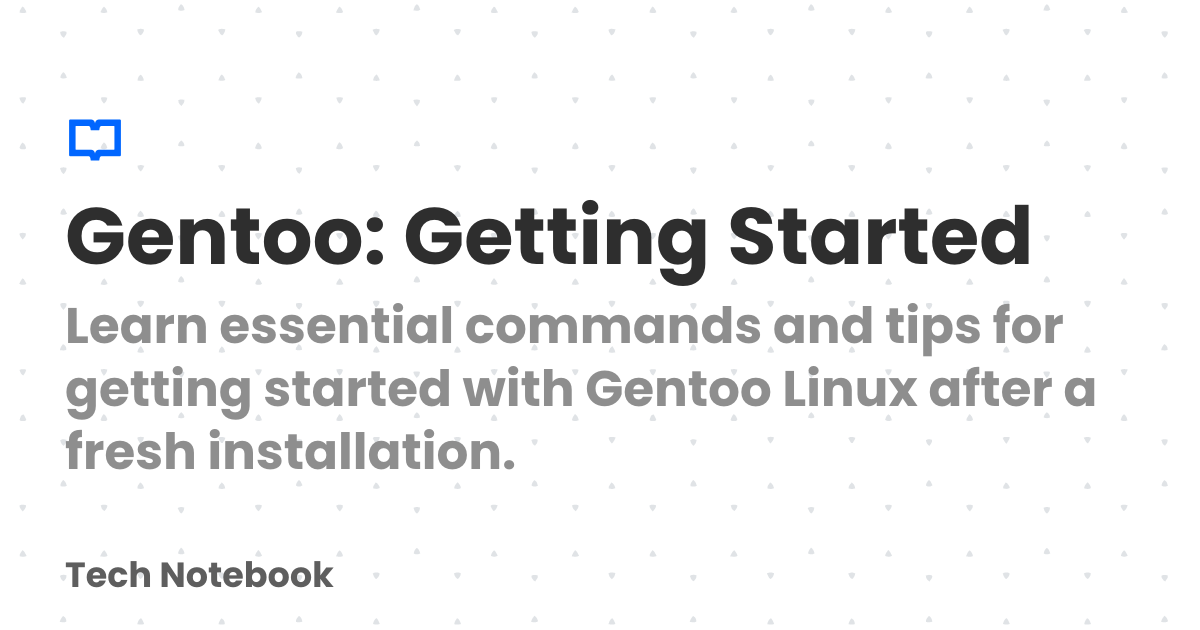 Gentoo: Getting Started
Learn essential commands and tips for
getting started with Gentoo Linux after a
fresh installation.
Tech Notebook